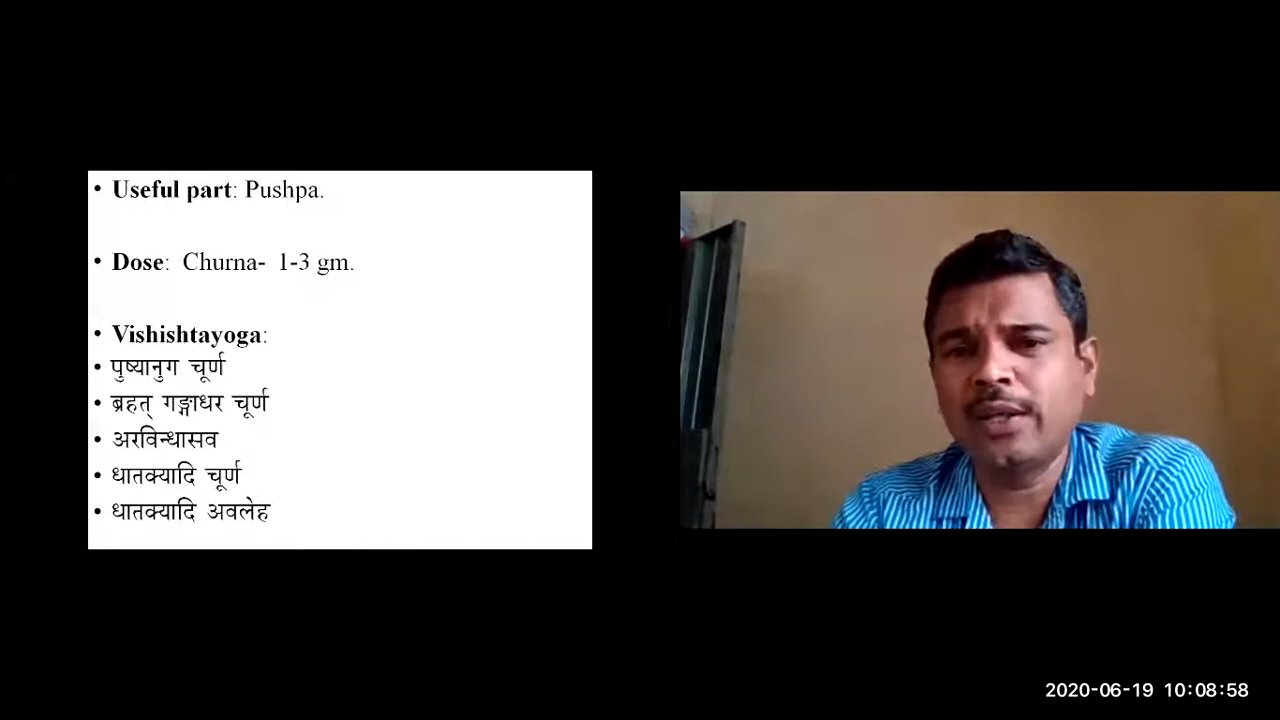 • Useful part: Pushpa.
• Dose: Churna- 1-3 gm.
• Vishishtayoga:
• पुष्यानुग चूर्ण
• ब्रहत् गङ्गाधर चूर्ण
• अरविन्धासव
• धातक्यादि चूर्ण
• धातक्यादि अवलेह
2020-06-19 10:08:58